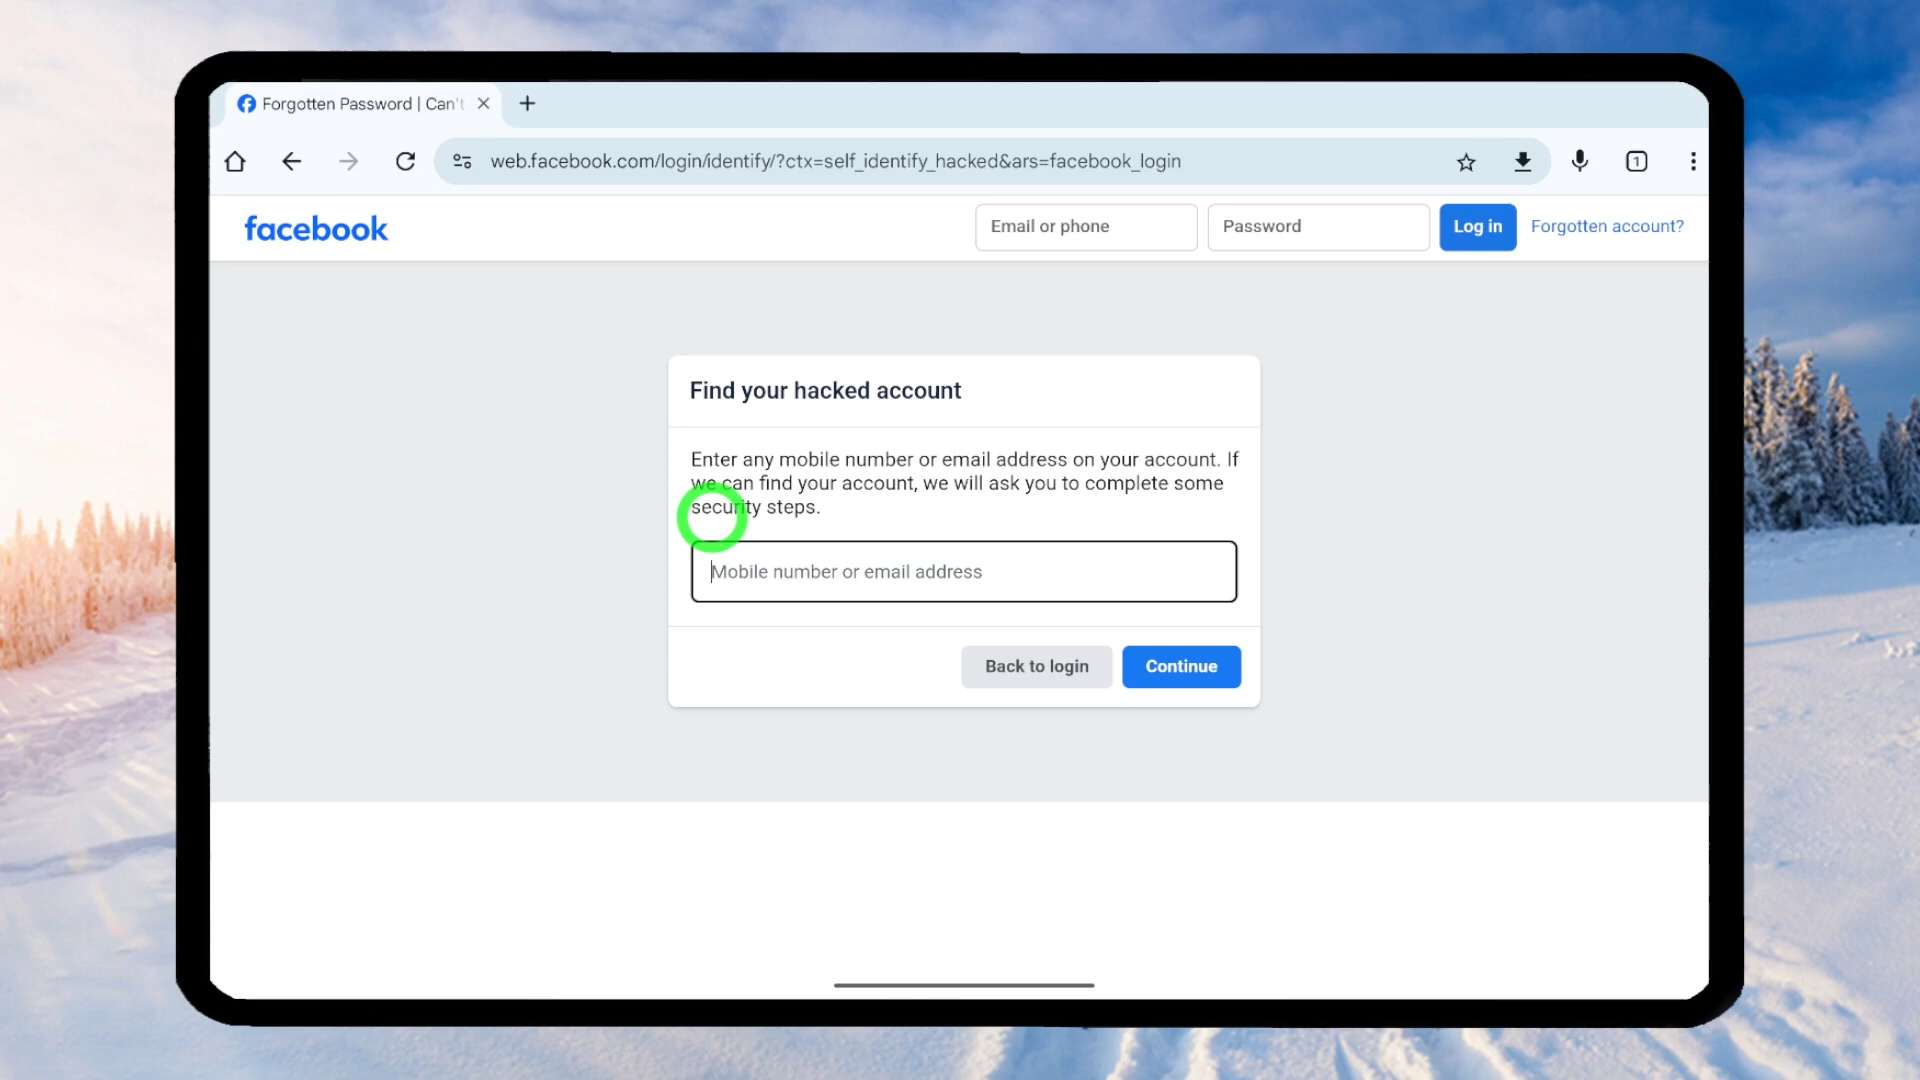 Forgotten Password | Can't
web.facebook.com/login/identify/?ctx=self_identify_hacked&ars=facebook_login
1
facebook
Email or phone
Password
Log in
Forgotten account?
Find your hacked account
Enter any mobile number or email address on your account. If
we can find your account, we will ask you to complete some
security steps.
Mobile number or email address
Back to login
Continue